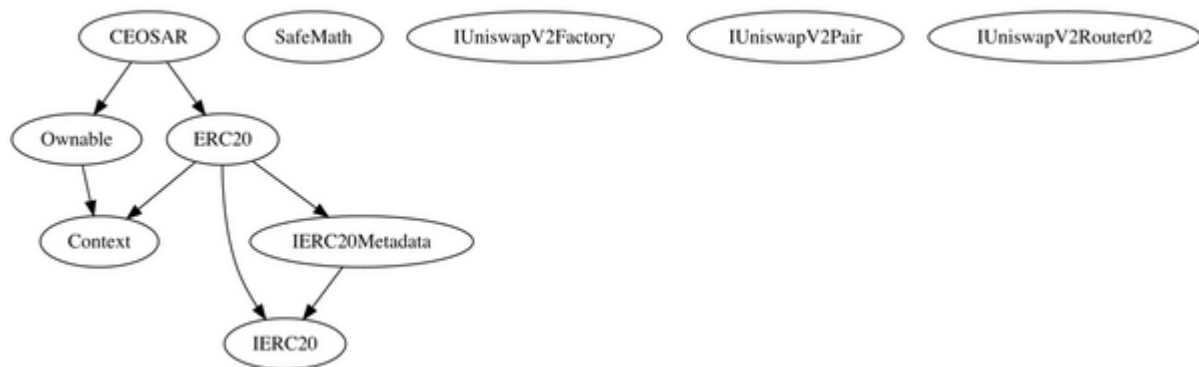 CEOSAR
SafeMath
IUniswapV2Factory
IUniswapV2Pair
IUniswapV2Router02
Ownable
ERC20
Context
IERC20Metadata
IERC20